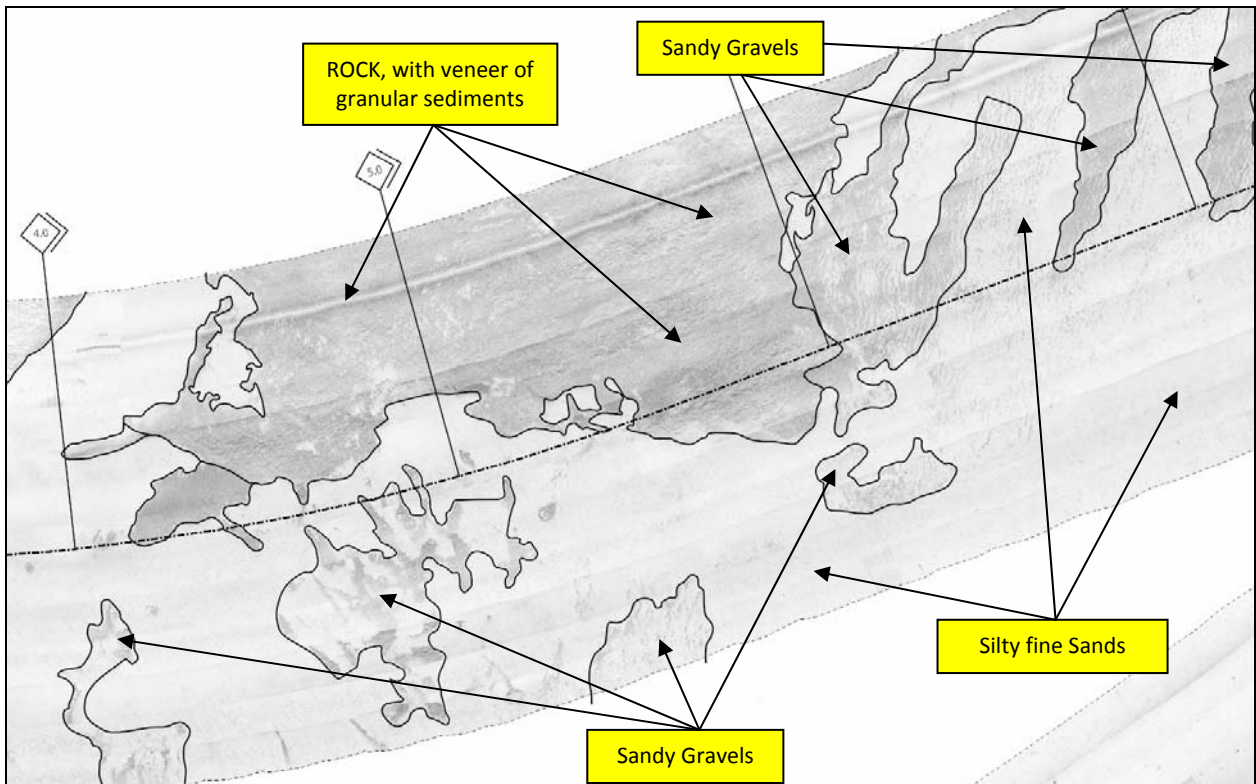 Sandy Gravels
ROCK, with veneer of
granular sediments
5.0
4.0
Silty fine Sands
Sandy Gravels